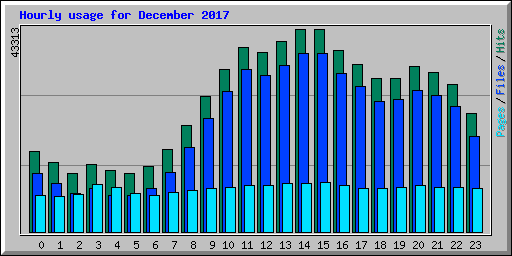 Hourly usage for December 2017
43313
Pages / Files / Hits
0 1 2 3 4 5 6 7 8 9 10 11 12 13 14 15 16 17 18 19 20 21 22 23